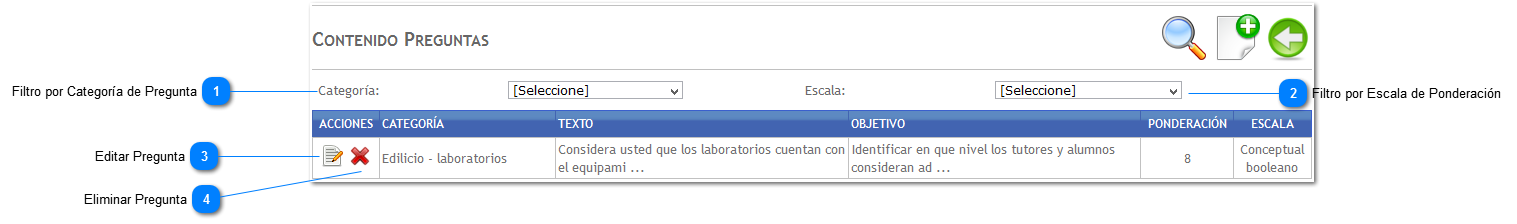 CONTENIDO PREGUNTAS
Filtro por Categoría de Pregunta 1 Categoría: [Seleccione] Escala: [Seleccione] 2 Filtro por Escala de Ponderación
ACCIONES CATEGORÍA TEXTO OBJETIVO PONDERACIÓN ESCALA
Editar Pregunta 3
Edilicio - laboratorios
Considera usted que los laboratorios cuentan con
el equipami ...
Identificar en que nivel los tutores y alumnos
consideran ad ...
8
Conceptual
booleano
Eliminar Pregunta 4